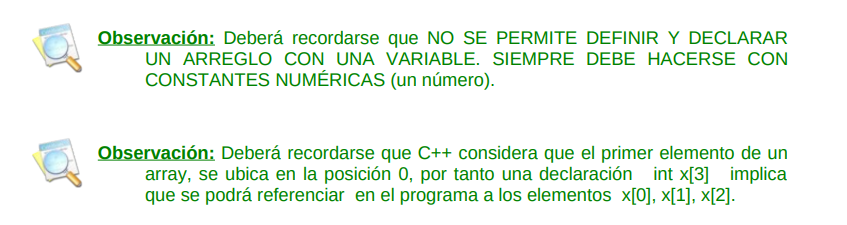 Observación: Deberá recordarse que NO SE PERMITE DEFINIR Y DECLARAR
UN ARREGLO CON UNA VARIABLE. SIEMPRE DEBE HACERSE CON
CONSTANTES NUMÉRICAS (un número).
Observación: Deberá recordarse que C++ considera que el primer elemento de un
array, se ubica en la posición 0, por tanto una declaración int x[3] implica
que se podrá referenciar en el programa a los elementos x[0], x[1], x[2].